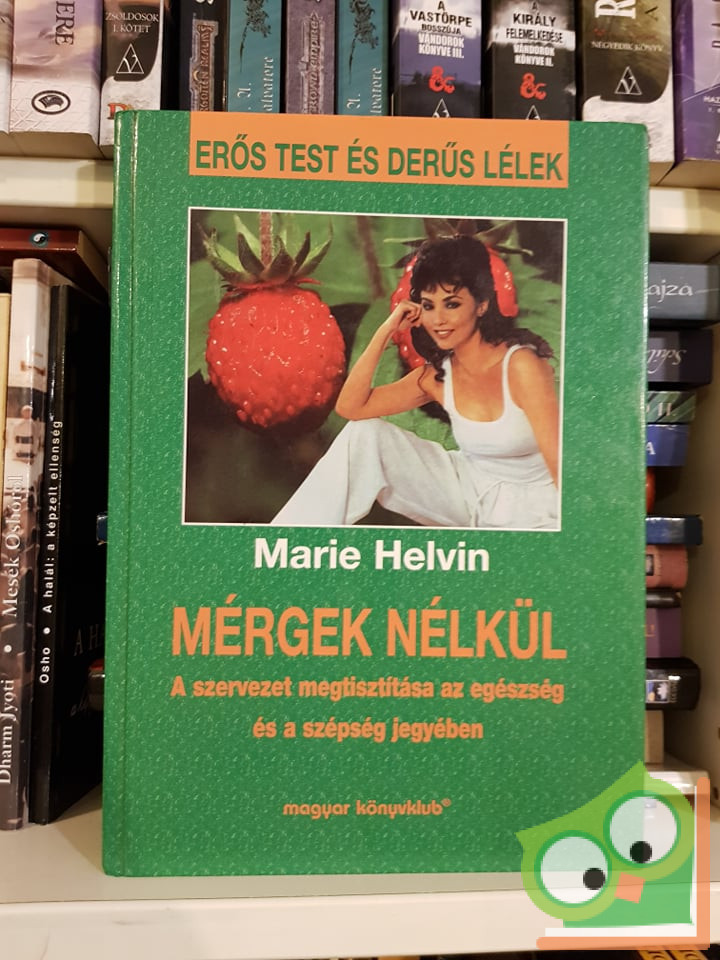 ZSOLDOSOK
I. KÖTET
A
VASTÖRPE
BOSSZÚJA
VÁNDOROK
KÖNYVE III.
A
KIRÁLY
FELEMELKEDÉSE
VÁNDOROK
KÖNYVE II.
NEGYEDIK KÖNYV
ERŐS TEST ÉS DERŰS LÉLEK
Marie Helvin
MÉRGEK NÉLKÜL
A szervezet megtisztítása az egészség
és a szépség jegyében
magyar könyvklub®
Dharm Jyoti • Mesék Oshoról
Osho • A halál: a képzelt ellenség